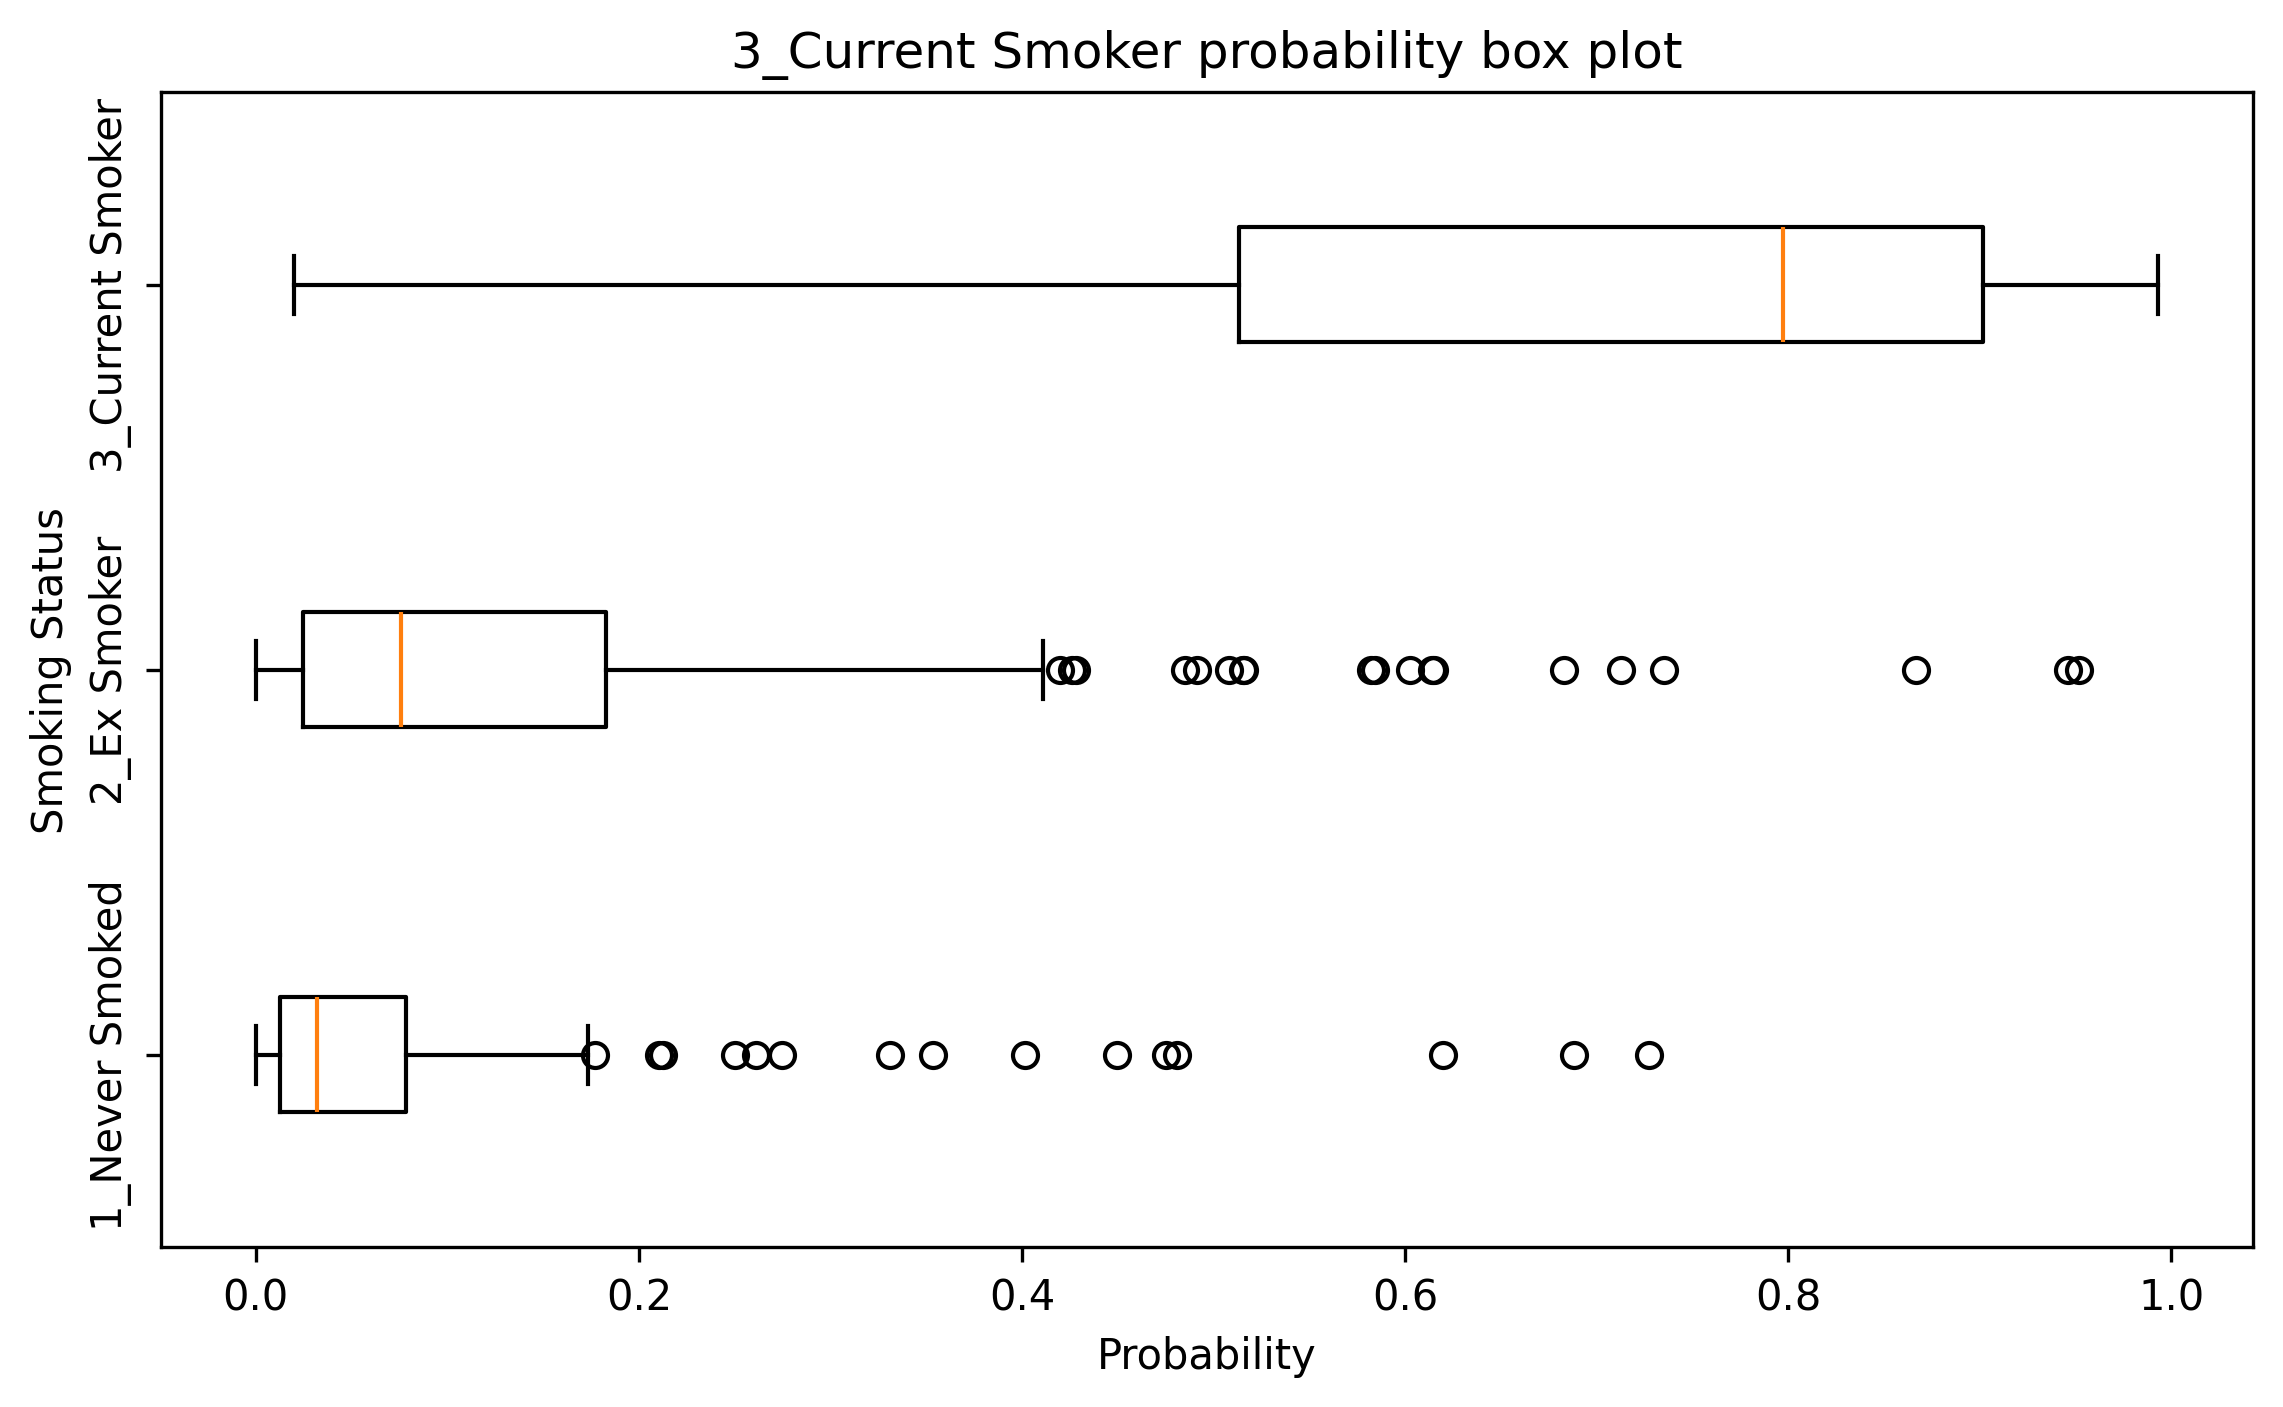 3_Current Smoker probability box plot
Smoking Status
3_Current Smoker
2_Ex Smoker
1_Never Smoked
0.0 0.2 0.4 0.6 0.8 1.0
Probability